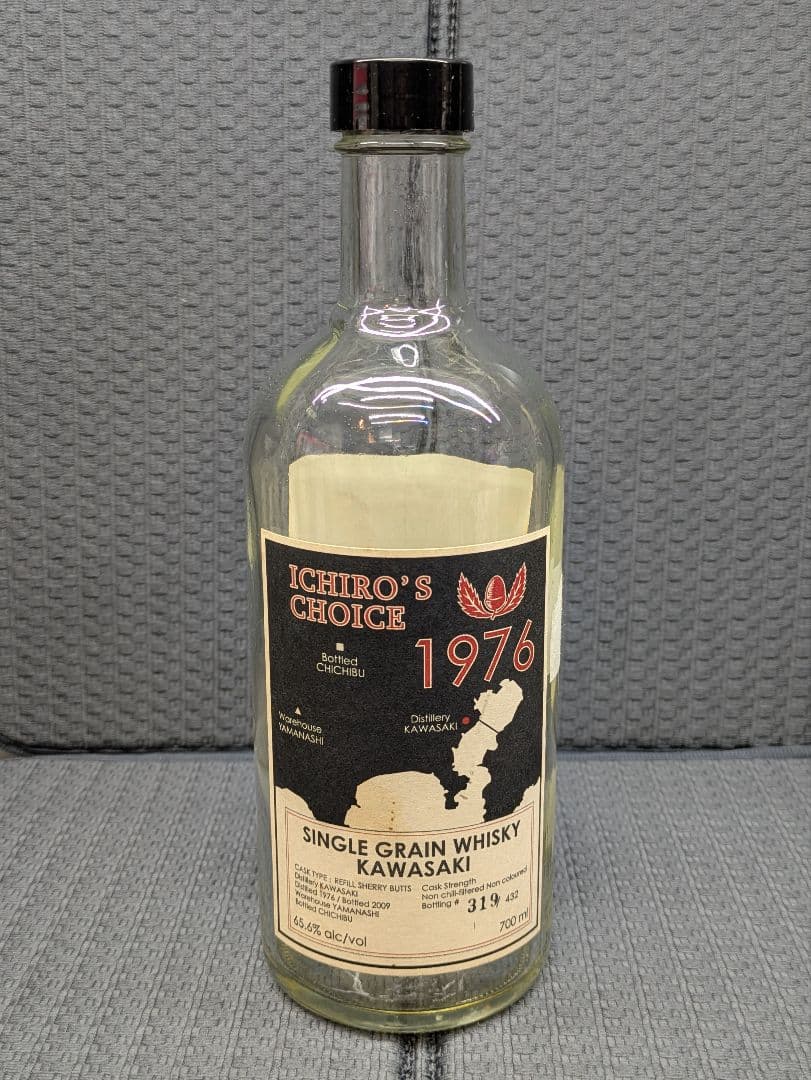 ICHIRO'S
CHOICE
1976
Bottled
CHICHIBU
Distillery
KAWASAKI
Warehouse
YAMANASHI
SINGLE GRAIN WHISKY
KAWASAKI
CASK TYPE : REFILL SHERRY BUTTS
Distillery KAWASAKI
Distilled 1976 / Bottled 2009
Warehouse YAMANASHI
Bottled CHICHIBU
65.6% alc/vol
Cask Strength
Non chill-filtered Non coloured
Bottling # 319/ 432
700 ml